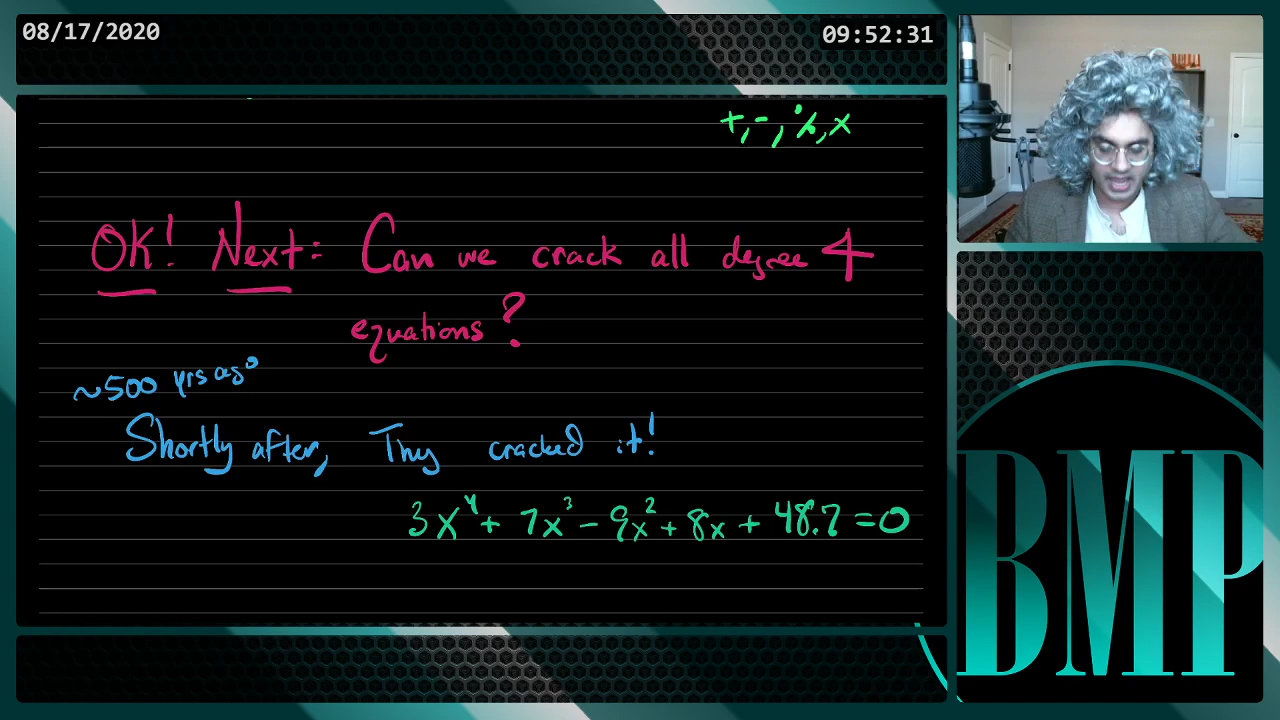 08/17/2020
09:52:31
+, -, %, x
OK! Next: Can we crack all degree 4
equations?
~500 yrs ago
Shortly after, They cracked it!
3x⁴ + 7x³ - 9x² + 8x + 48.7 = 0
BMP